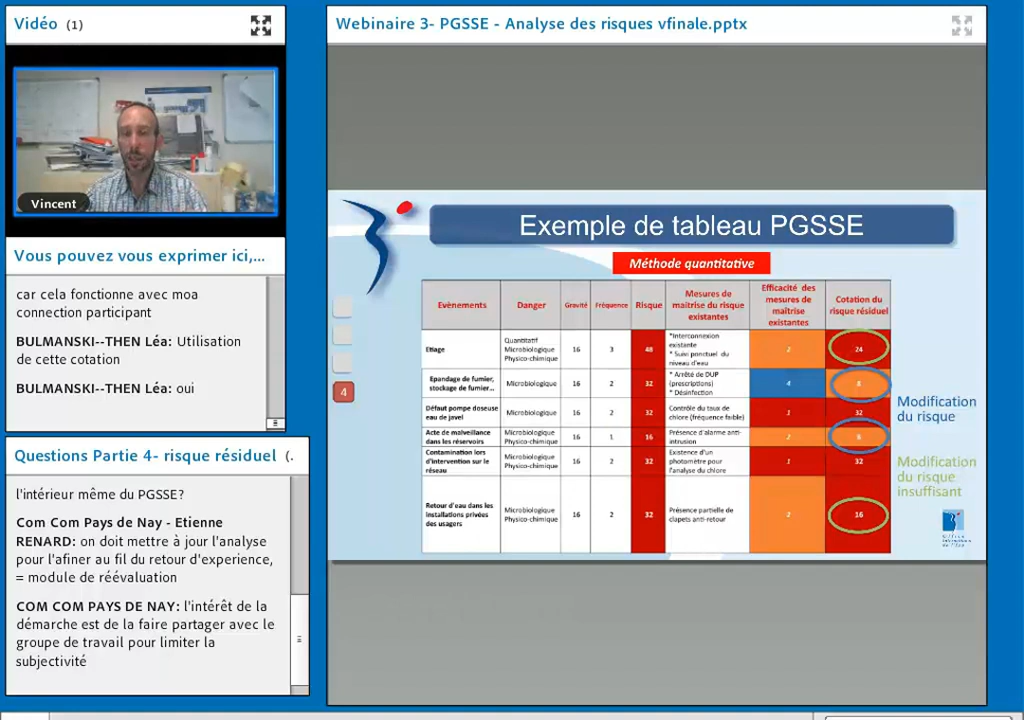 Vidéo (1)
Vincent
Vous pouvez vous exprimer ici,...
car cela fonctionne avec moa
connection participant
BULMANSKI--THEN Léa: Utilisation
de cette cotation
BULMANSKI--THEN Léa: oui
Questions Partie 4- risque résiduel (.
l'intérieur même du PGSSE?
Com Com Pays de Nay - Etienne
RENARD: on doit mettre à jour l'analyse
pour l'afiner au fil du retour d'experience,
= module de réévaluation
COM COM PAYS DE NAY: l'intérêt de la
démarche est de la faire partager avec le
groupe de travail pour limiter la
subjectivité
Webinaire 3- PGSSE - Analyse des risques vfinale.pptx
4
Exemple de tableau PGSSE
Méthode quantitative
Evènements Danger Gravité Fréquence Risque Mesures de maîtrise du risque existantes Efficacité des mesures de maîtrise existantes Cotation du risque résiduel
Etiage Quantitatif Microbiologique Physico-chimique 16 3 48 *Interconnexion existante * Suivi ponctuel du niveau d'eau 2 24
Epandage de fumier, stockage de fumier... Microbiologique 16 2 32 * Arrêté de DUP (prescriptions) * Désinfection 4 8
Défaut pompe doseuse eau de javel Microbiologique 16 2 32 Contrôle du taux de chlore (fréquence faible) 1 32
Acte de malveillance dans les réservoirs Microbiologique Physico-chimique 16 1 16 Présence d'alarme anti-intrusion 2 8
Contamination lors d'intervention sur le réseau Microbiologique Physico-chimique 16 2 32 Existence d'un photomètre pour l'analyse du chlore 1 32
Retour d'eau dans les installations privées des usagers Microbiologique Physico-chimique 16 2 32 Présence partielle de clapets anti-retour 2 16
Modification
du risque
Modification
du risque
insuffisant